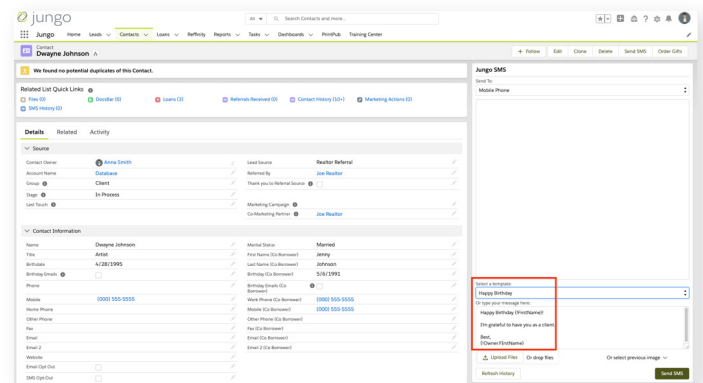 jungo
All
Search Contacts and more...
Jungo
Home
Leads
Contacts
Loans
Reffinity
Reports
Tasks
Dashboards
PrintPub
Training Center
Contact
Dwayne Johnson
+ Follow
Edit
Clone
Delete
Send SMS
Order Gifts
We found no potential duplicates of this Contact.
Related List Quick Links
Files (0)
DocBar (0)
Loans (3)
Referrals Received (0)
Contact History (10+)
Marketing Actions (0)
SMS History (0)
Details
Related
Activity
Source
Contact Owner
Anna Smith
Lead Source
Realtor Referral
Account Name
Database
Referred By
Joe Realtor
Group
Client
Thank you to Referral Source
Stage
In Process
Last Touch
Marketing Campaign
Co-Marketing Partner
Joe Realtor
Contact Information
Name
Dwayne Johnson
Marital Status
Married
Title
Artist
First Name (Co Borrower)
Jenny
Birthdate
4/28/1995
Last Name (Co Borrower)
Johnson
Birthday Emails
Birthday (Co Borrower)
5/6/1991
Phone
Birthday Emails (Co
Borrower)
Mobile
(000) 555-5555
Work Phone (Co Borrower)
(000) 555-5555
Home Phone
Mobile (Co Borrower)
(000) 555-5555
Other Phone
Other Phone (Co Borrower)
Fax
Fax (Co Borrower)
Email
Email (Co Borrower)
Email 2
Email 2 (Co Borrower)
Website
Email Opt Out
SMS Opt Out
Jungo SMS
Send To:
Mobile Phone
Select a template:
Happy Birthday
Or type your message here:
Happy Birthday {!FirstName}!
I'm grateful to have you as a client.
Best,
{!Owner.FirstName}
Upload Files
Or drop files
Or select previous image
Refresh History
Send SMS